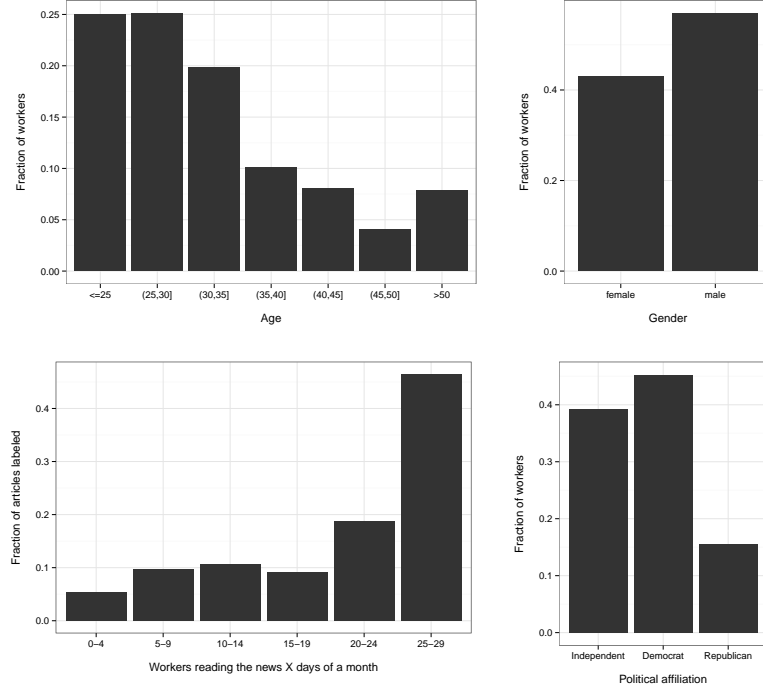 Fraction of workers
0.25
0.20
0.15
0.10
0.05
0.00
<=25 (25,30] (30,35] (35,40] (40,45] (45,50] >50
Age
Fraction of workers
0.4
0.2
0.0
female male
Gender
Fraction of articles labeled
0.4
0.3
0.2
0.1
0.0
0–4 5–9 10–14 15–19 20–24 25–29
Workers reading the news X days of a month
Fraction of workers
0.4
0.3
0.2
0.1
0.0
Independent Democrat Republican
Political affiliation